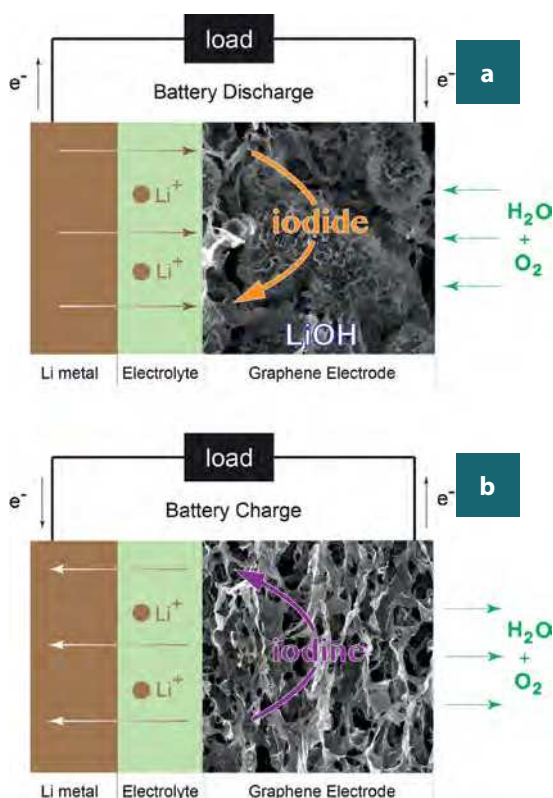 load
a
e-
e-
Battery Discharge
Li+
iodide
H2O
+
O2
Li+
LiOH
Li metal
Electrolyte
Graphene Electrode
load
b
e-
e-
Battery Charge
Li+
iodine
H2O
+
O2
Li+
Li metal
Electrolyte
Graphene Electrode